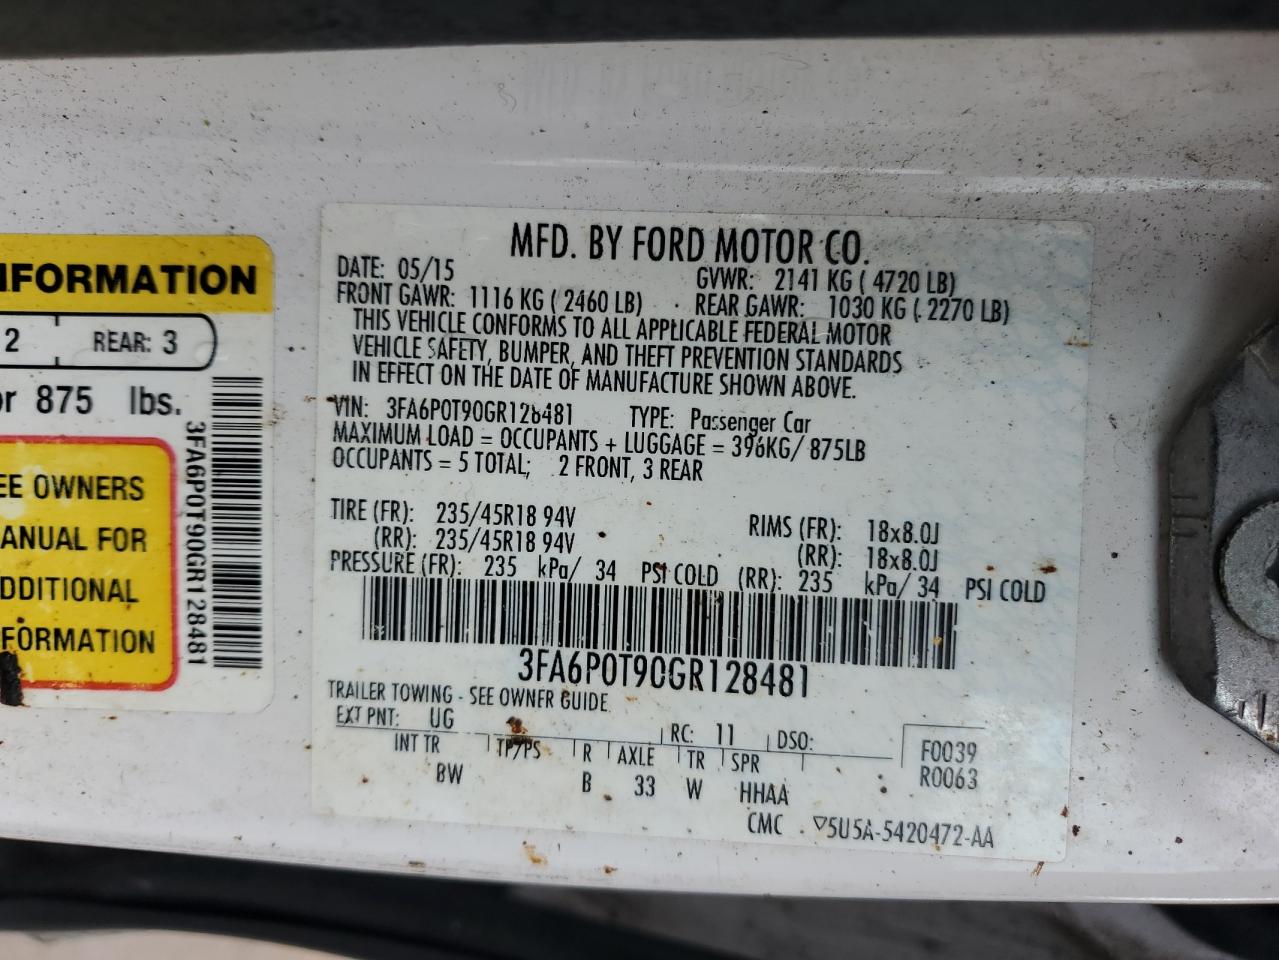 INFORMATION
2 REAR: 3
or 875 lbs.
EE OWNERS
ANUAL FOR
DDITIONAL
FORMATION
3FA6P0T90GR128481
MFD. BY FORD MOTOR CO.
DATE: 05/15 GVWR: 2141 KG ( 4720 LB)
FRONT GAWR: 1116 KG ( 2460 LB) REAR GAWR: 1030 KG ( 2270 LB)
THIS VEHICLE CONFORMS TO ALL APPLICABLE FEDERAL MOTOR
VEHICLE SAFETY, BUMPER, AND THEFT PREVENTION STANDARDS
IN EFFECT ON THE DATE OF MANUFACTURE SHOWN ABOVE.
VIN: 3FA6P0T90GR128481 TYPE: Passenger Car
MAXIMUM LOAD = OCCUPANTS + LUGGAGE = 396KG/ 875LB
OCCUPANTS = 5 TOTAL; 2 FRONT, 3 REAR
TIRE (FR): 235/45R18 94V RIMS (FR): 18x8.0J
(RR): 235/45R18 94V (RR): 18x8.0J
PRESSURE (FR): 235 kPa/ 34 PSI COLD (RR): 235 kPa/ 34 PSI COLD
3FA6P0T90GR128481
TRAILER TOWING - SEE OWNER GUIDE
EXT PNT: UG RC: 11 DSO:
INT TR TP/PS R AXLE TR SPR
BW B 33 W HHAA
F0039
R0063
CMC ▽5U5A-5420472-AA